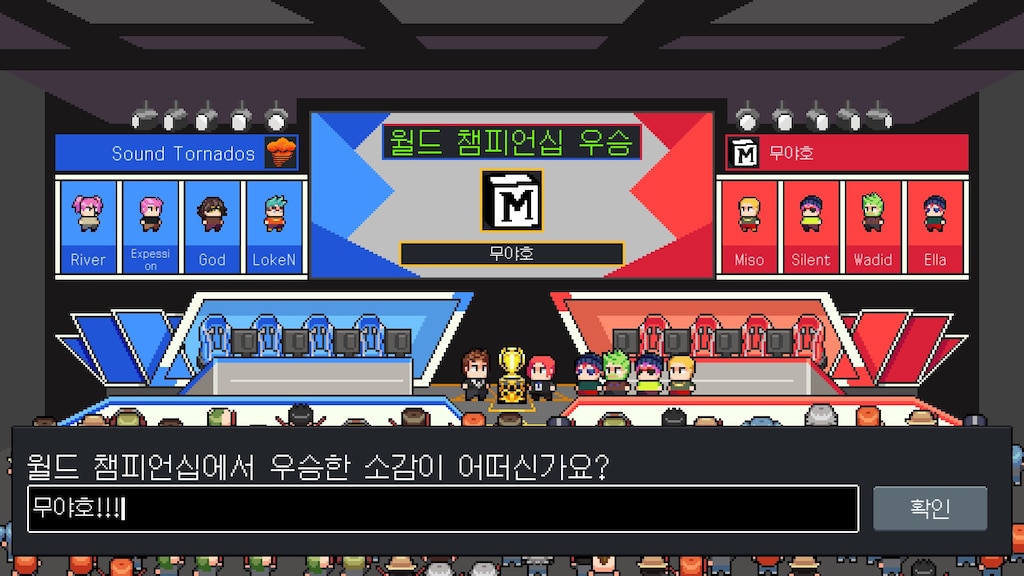 월드 챔피언십 우승
Sound Tornados
M 무야호
M
River
Expessi
on
God
LokeN
무야호
Miso
Silent
Wadid
Ella
월드 챔피언십에서 우승한 소감이 어떠신가요?
무야호!!!
확인